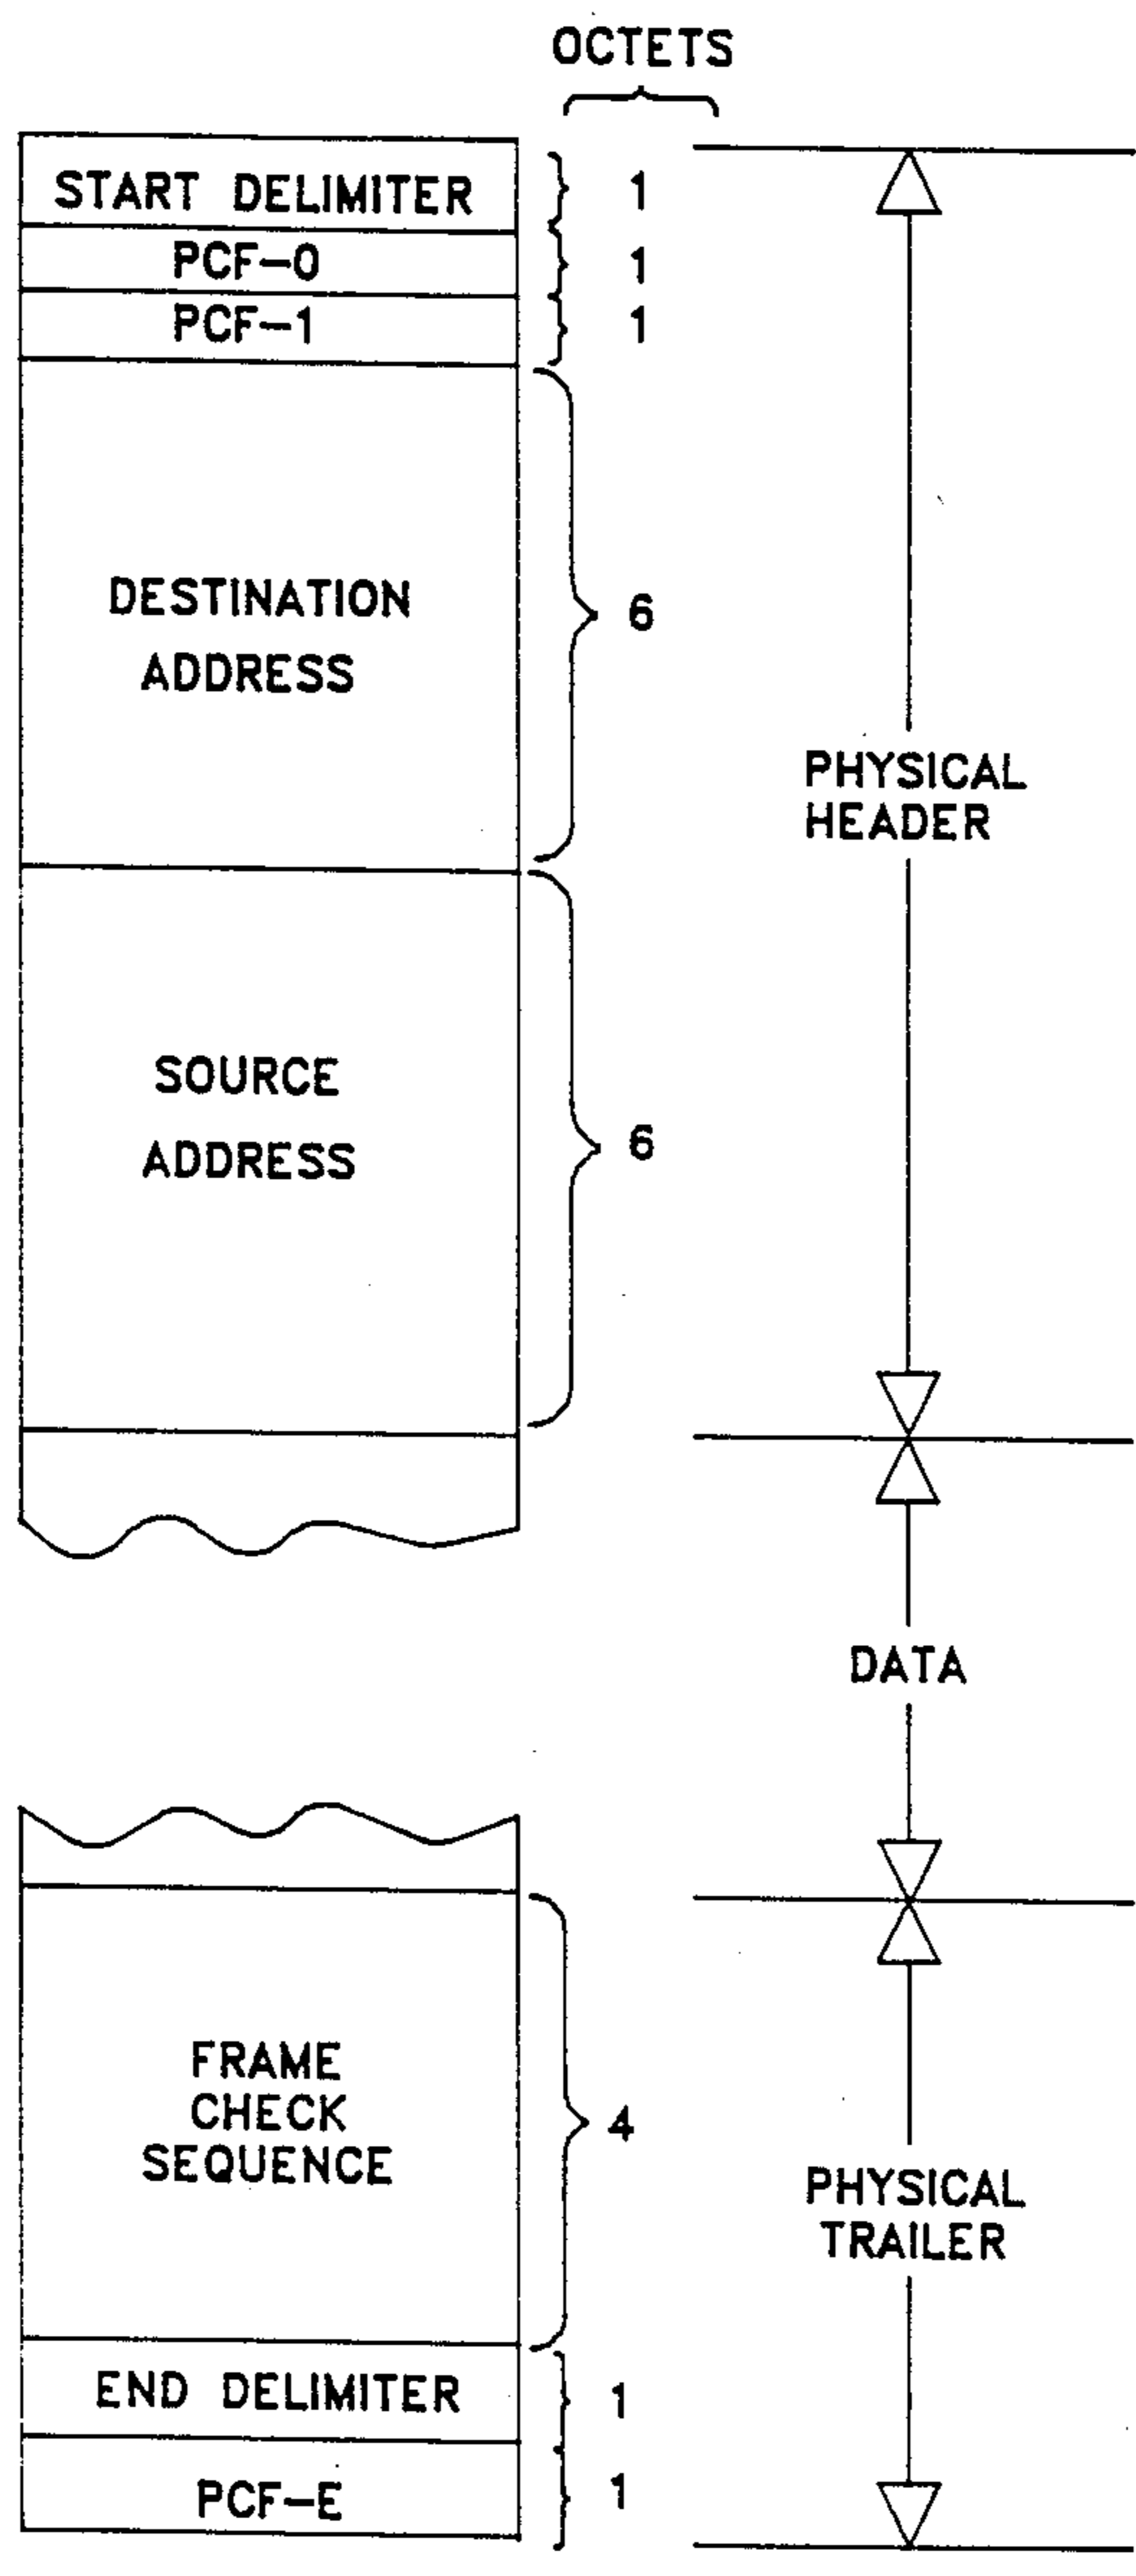 OCTETS
START DELIMITER 1
PCF-0 1
PCF-1 1
DESTINATION
ADDRESS
6
PHYSICAL
HEADER
SOURCE
ADDRESS
6
DATA
FRAME
CHECK
SEQUENCE
4
PHYSICAL
TRAILER
END DELIMITER 1
PCF-E 1